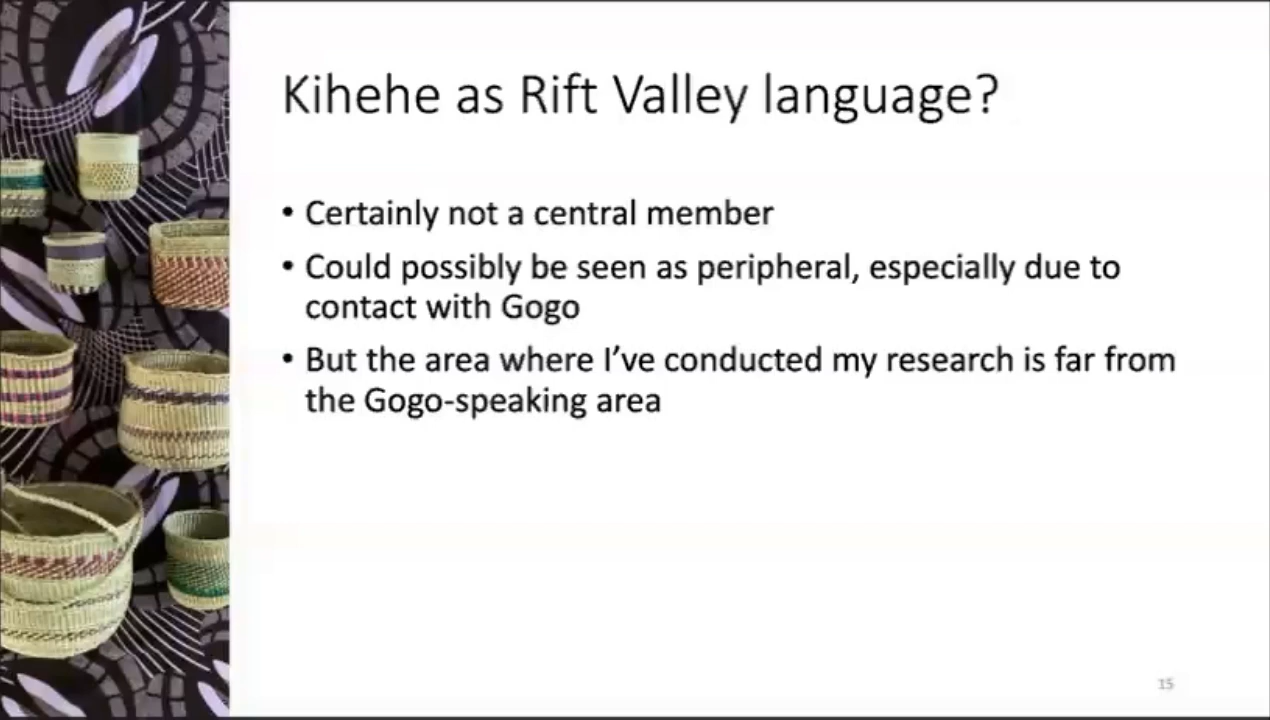 Kihehe as Rift Valley language?
• Certainly not a central member
• Could possibly be seen as peripheral, especially due to
contact with Gogo
• But the area where I’ve conducted my research is far from
the Gogo-speaking area
15